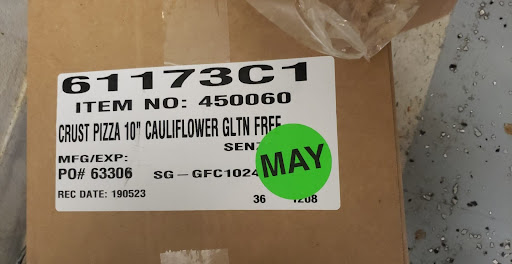 61173C1
ITEM NO: 450060
CRUST PIZZA 10" CAULIFLOWER GLTN FREE
MFG/EXP:
PO# 63306 SG-GFC1024
MAY
REC DATE: 190523 36 1208